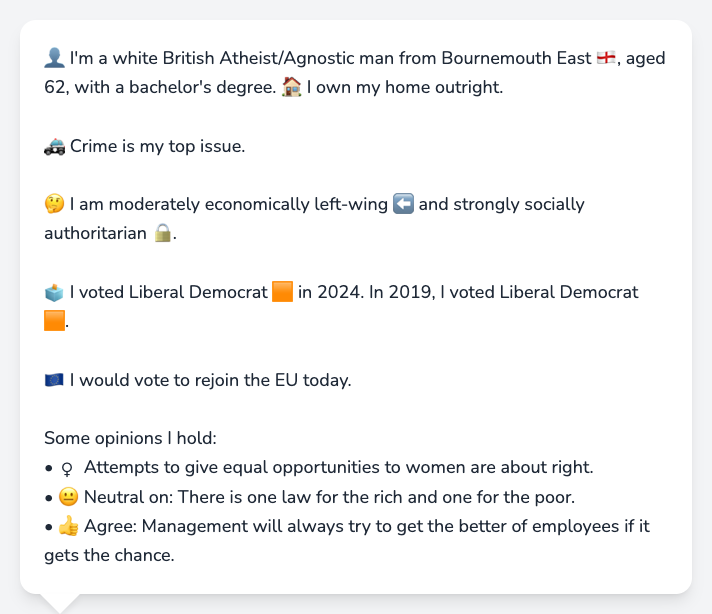 👤 I'm a white British Atheist/Agnostic man from Bournemouth East 🏴󠁧󠁢󠁥󠁮󠁧󠁿, aged
62, with a bachelor's degree. 🏠 I own my home outright.
🚓 Crime is my top issue.
🤔 I am moderately economically left-wing ⬅️ and strongly socially
authoritarian 🔒.
🗳️ I voted Liberal Democrat 🟧 in 2024. In 2019, I voted Liberal Democrat
🟧.
🇪🇺 I would vote to rejoin the EU today.
Some opinions I hold:
• ♀ Attempts to give equal opportunities to women are about right.
• 😐 Neutral on: There is one law for the rich and one for the poor.
• 👍 Agree: Management will always try to get the better of employees if it
gets the chance.